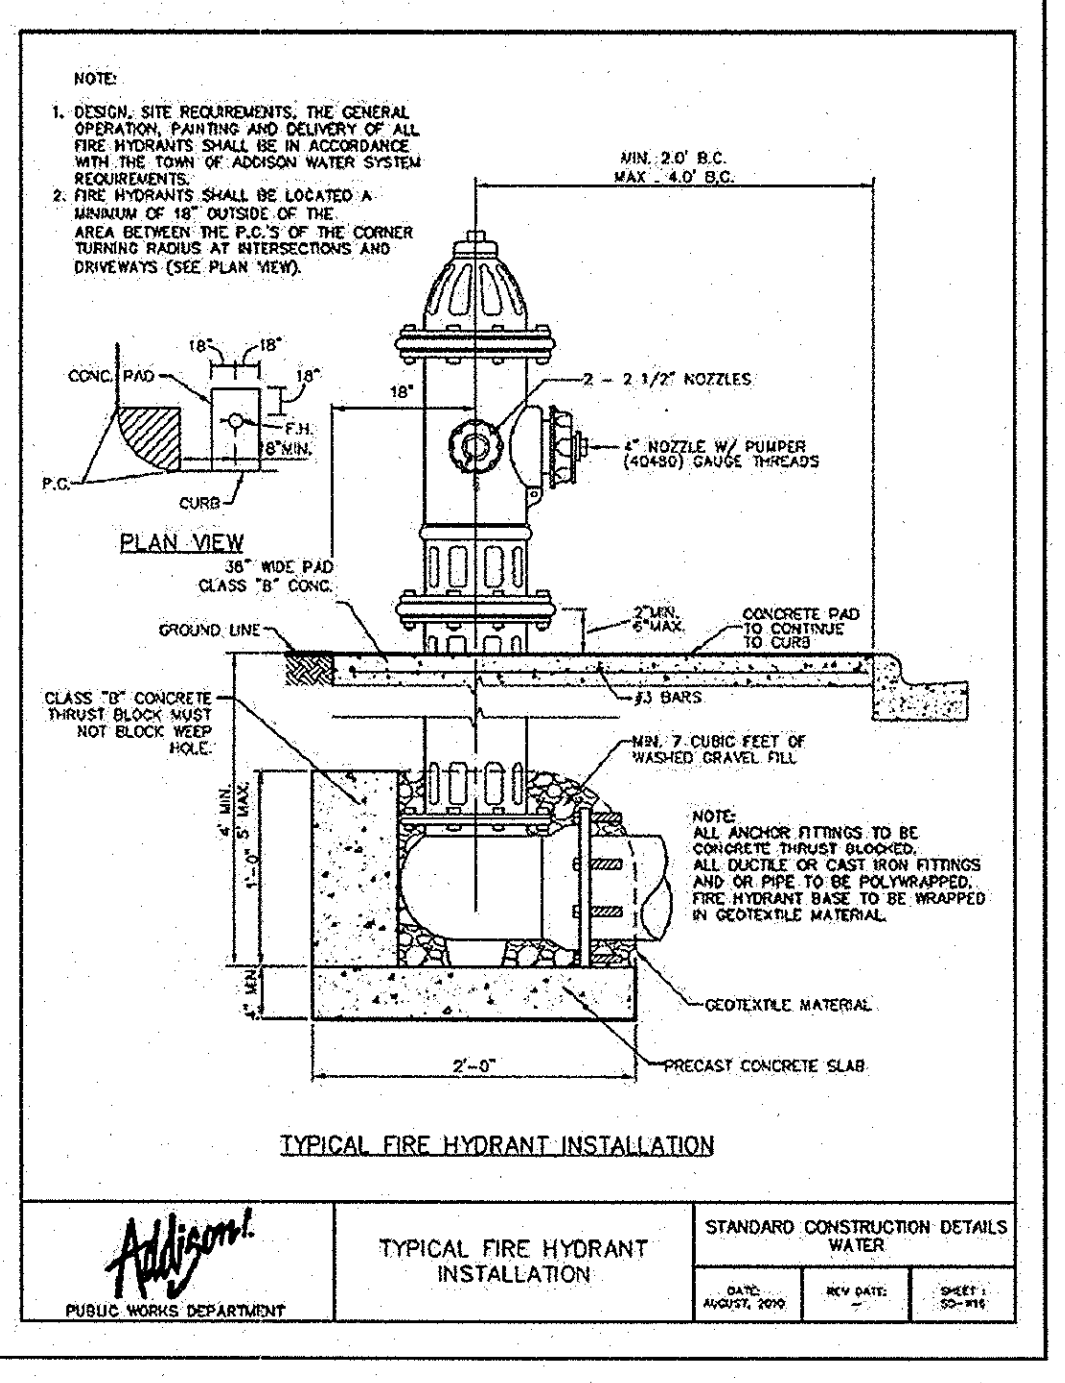 NOTE:
1. DESIGN, SITE REQUIREMENTS, THE GENERAL
OPERATION, PAINTING AND DELIVERY OF ALL
FIRE HYDRANTS SHALL BE IN ACCORDANCE
WITH THE TOWN OF ADDISON WATER SYSTEM
REQUIREMENTS.
2. FIRE HYDRANTS SHALL BE LOCATED A
MINIMUM OF 18" OUTSIDE OF THE
AREA BETWEEN THE P.C.'S OF THE CORNER
TURNING RADIUS AT INTERSECTIONS AND
DRIVEWAYS (SEE PLAN VIEW).
MIN. 2.0' B.C.
MAX - 4.0' B.C.
18"
18"
CONC. PAD
18"
F.H.
18"MIN.
P.C.
CURB
PLAN VIEW
18"
2 - 2 1/2" NOZZLES
4" NOZZLE W/ PUMPER
(40480) GAUGE THREADS
36" WIDE PAD
CLASS "B" CONC.
GROUND LINE
2"MIN.
6"MAX.
CONCRETE PAD
TO CONTINUE
TO CURB
#3 BARS
CLASS "B" CONCRETE
THRUST BLOCK MUST
NOT BLOCK WEEP
HOLE.
MIN. 7 CUBIC FEET OF
WASHED GRAVEL FILL
4' MIN.
5' MAX.
1'-0"
4" MIN
NOTE:
ALL ANCHOR FITTINGS TO BE
CONCRETE THRUST BLOCKED.
ALL DUCTILE OR CAST IRON FITTINGS
AND OR PIPE TO BE POLYWRAPPED.
FIRE HYDRANT BASE TO BE WRAPPED
IN GEOTEXTILE MATERIAL.
GEOTEXTILE MATERIAL
2'-0"
PRECAST CONCRETE SLAB
TYPICAL FIRE HYDRANT INSTALLATION
Addison!
PUBLIC WORKS DEPARTMENT
TYPICAL FIRE HYDRANT
INSTALLATION
STANDARD CONSTRUCTION DETAILS
WATER
DATE:
AUGUST, 2010
REV DATE:
—
SHEET :
SD-W16